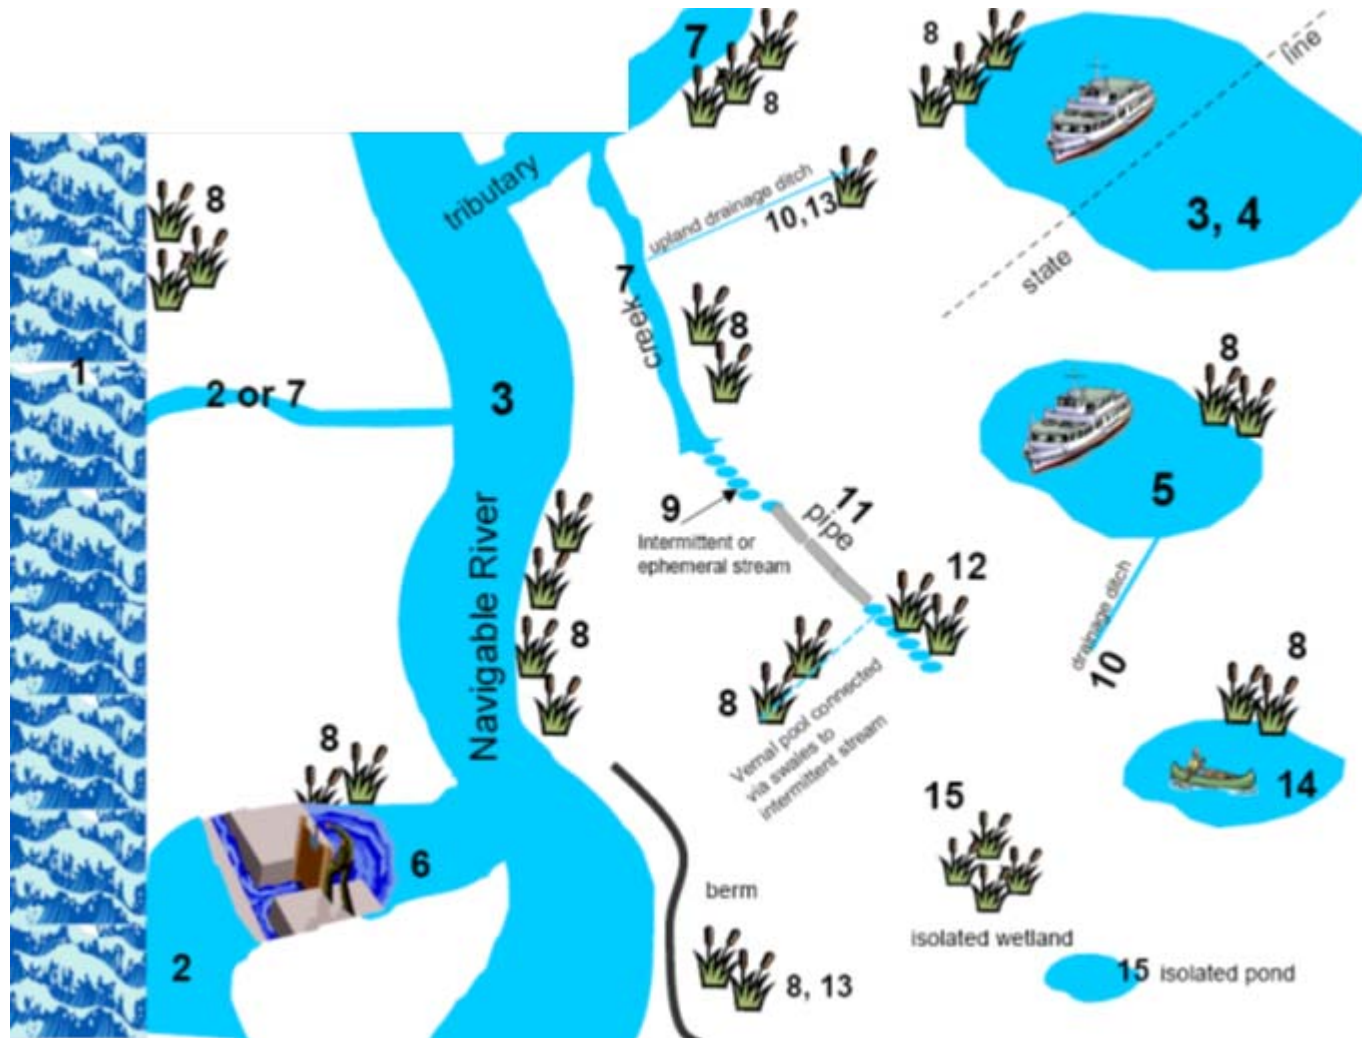 7
8
8
line
tributary
8
upland drainage ditch
10,13
3, 4
state
7
creek
8
1
2 or 7
3
8
5
9
Intermittent or
ephemeral stream
11
pipe
12
Navigable River
8
drainage ditch
10
8
8
Vernal pool connected
via swales to
intermittent stream
8
14
15
6
berm
isolated wetland
2
8, 13
15 isolated pond